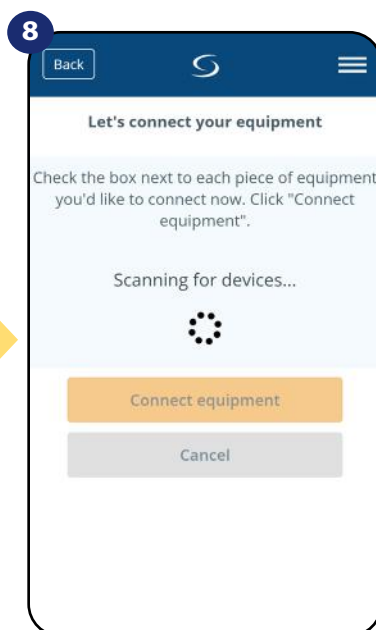 8
Back
Let's connect your equipment
Check the box next to each piece of equipment
you'd like to connect now. Click "Connect
equipment".
Scanning for devices...
Connect equipment
Cancel